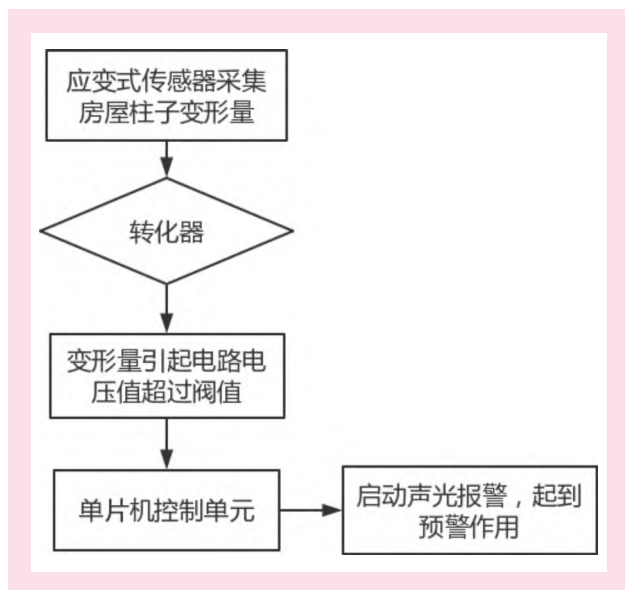 应变式传感器采集
房屋柱子变形量
转化器
变形量引起电路电
压值超过阀值
单片机控制单元
启动声光报警，起到
预警作用